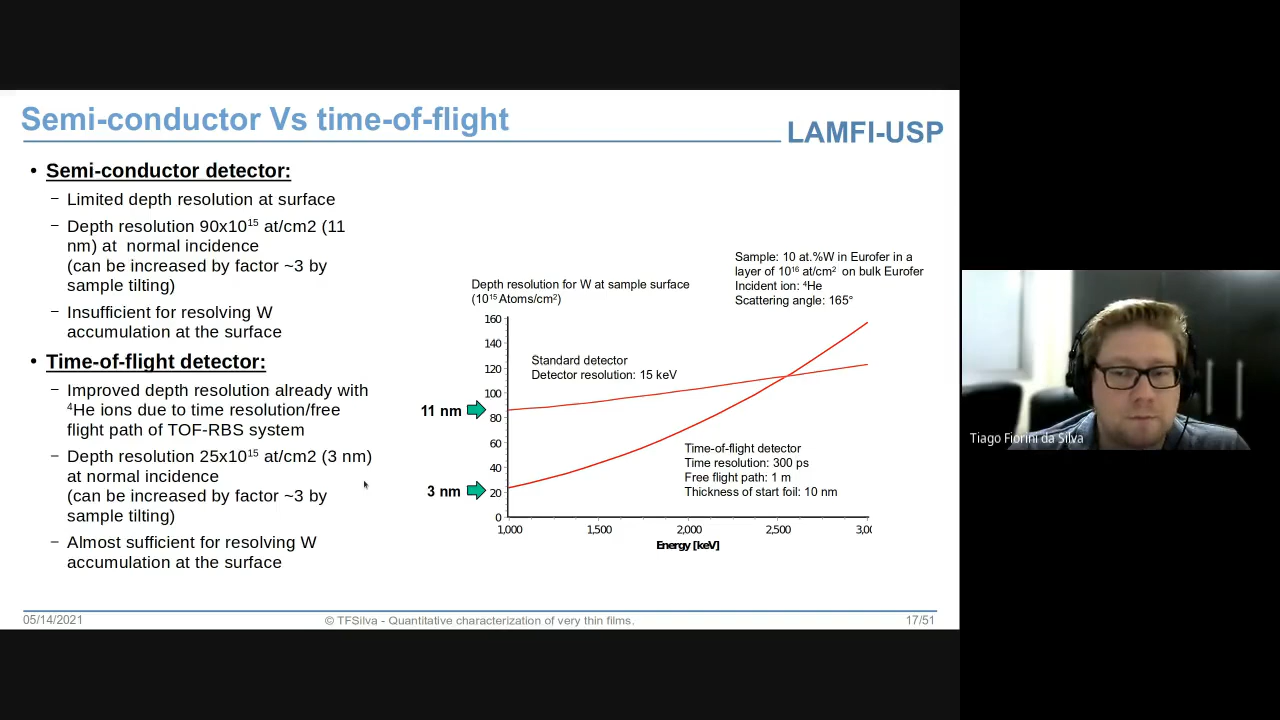 Semi-conductor Vs time-of-flight
LAMFI-USP
• Semi-conductor detector:
– Limited depth resolution at surface
– Depth resolution 90x10¹⁵ at/cm2 (11
nm) at normal incidence
(can be increased by factor ~3 by
sample tilting)
– Insufficient for resolving W
accumulation at the surface
• Time-of-flight detector:
– Improved depth resolution already with
⁴He ions due to time resolution/free
flight path of TOF-RBS system
– Depth resolution 25x10¹⁵ at/cm2 (3 nm)
at normal incidence
(can be increased by factor ~3 by
sample tilting)
– Almost sufficient for resolving W
accumulation at the surface
Sample: 10 at.%W in Eurofer in a
layer of 10¹⁶ at/cm² on bulk Eurofer
Incident ion: ⁴He
Scattering angle: 165°
Depth resolution for W at sample surface
(10¹⁵ Atoms/cm²)
160
140
120
100
80
60
40
20
0
Standard detector
Detector resolution: 15 keV
11 nm
3 nm
Time-of-flight detector
Time resolution: 300 ps
Free flight path: 1 m
Thickness of start foil: 10 nm
1,000 1,500 2,000 2,500 3,00
Energy [keV]
Tiago Fiorini da Silva
05/14/2021
© TFSilva - Quantitative characterization of very thin films.
17/51